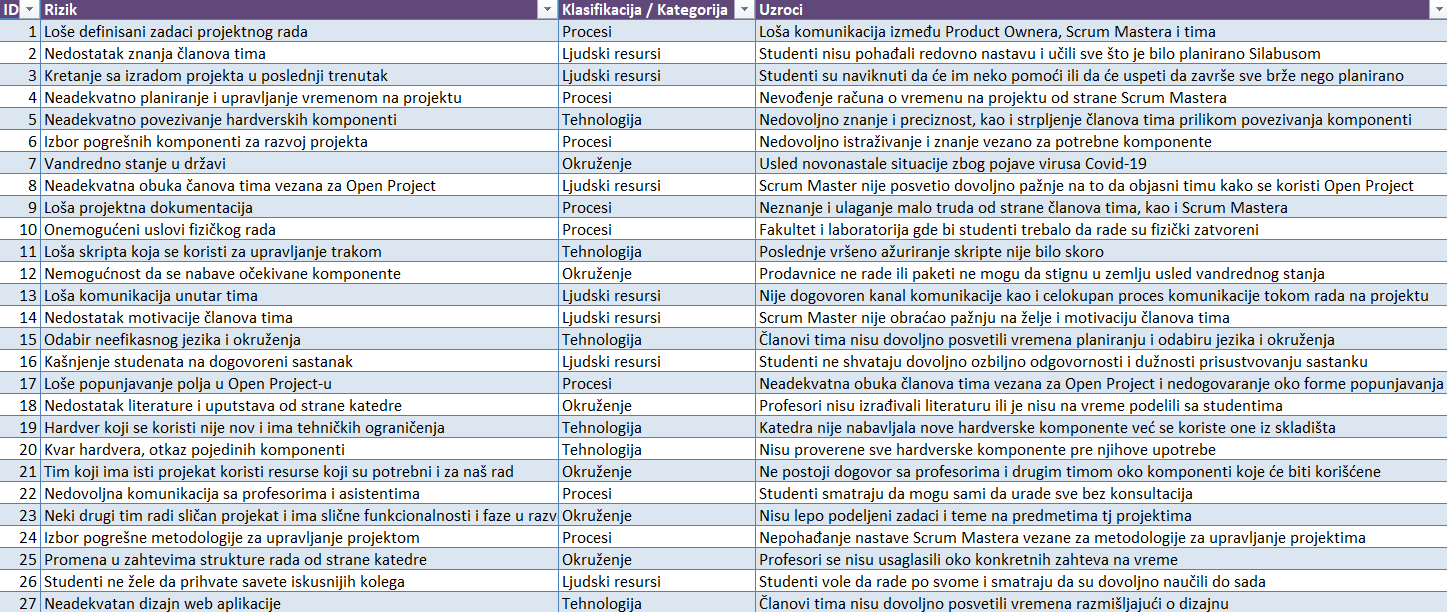 ID Rizik Klasifikacija / Kategorija Uzroci
1 Loše definisani zadaci projektnog rada Procesi Loša komunikacija između Product Ownera, Scrum Mastera i tima
2 Nedostatak znanja članova tima Ljudski resursi Studenti nisu pohađali redovno nastavu i učili sve što je bilo planirano Silabusom
3 Kretanje sa izradom projekta u poslednji trenutak Ljudski resursi Studenti su naviknuti da će im neko pomoći ili da će uspeti da završe sve brže nego planirano
4 Neadekvatno planiranje i upravljanje vremenom na projektu Procesi Nevođenje računa o vremenu na projektu od strane Scrum Mastera
5 Neadekvatno povezivanje hardverskih komponenti Tehnologija Nedovoljno znanje i preciznost, kao i strpljenje članova tima prilikom povezivanja komponenti
6 Izbor pogrešnih komponenti za razvoj projekta Procesi Nedovoljno istraživanje i znanje vezano za potrebne komponente
7 Vandredno stanje u državi Okruženje Usled novonastale situacije zbog pojave virusa Covid-19
8 Neadekvatna obuka čanova tima vezana za Open Project Ljudski resursi Scrum Master nije posvetio dovoljno pažnje na to da objasni timu kako se koristi Open Project
9 Loša projektna dokumentacija Procesi Neznanje i ulaganje malo truda od strane članova tima, kao i Scrum Mastera
10 Onemogućeni uslovi fizičkog rada Procesi Fakultet i laboratorija gde bi studenti trebalo da rade su fizički zatvoreni
11 Loša skripta koja se koristi za upravljanje trakom Tehnologija Poslednje vršeno ažuriranje skripte nije bilo skoro
12 Nemogućnost da se nabave očekivane komponente Okruženje Prodavnice ne rade ili paketi ne mogu da stignu u zemlju usled vandrednog stanja
13 Loša komunikacija unutar tima Ljudski resursi Nije dogovoren kanal komunikacije kao i celokupan proces komunikacije tokom rada na projektu
14 Nedostatak motivacije članova tima Ljudski resursi Scrum Master nije obraćao pažnju na želje i motivaciju članova tima
15 Odabir neefikasnog jezika i okruženja Tehnologija Članovi tima nisu dovoljno posvetili vremena planiranju i odabiru jezika i okruženja
16 Kašnjenje studenata na dogovoreni sastanak Ljudski resursi Studenti ne shvataju dovoljno ozbiljno odgovornosti i dužnosti prisustvovanju sastanku
17 Loše popunjavanje polja u Open Project-u Procesi Neadekvatna obuka članova tima vezana za Open Project i nedogovaranje oko forme popunjavanja
18 Nedostatak literature i uputstava od strane katedre Okruženje Profesori nisu izrađivali literaturu ili je nisu na vreme podelili sa studentima
19 Hardver koji se koristi nije nov i ima tehničkih ograničenja Tehnologija Katedra nije nabavljala nove hardverske komponente već se koriste one iz skladišta
20 Kvar hardvera, otkaz pojedinih komponenti Tehnologija Nisu proverene sve hardverske komponente pre njihove upotrebe
21 Tim koji ima isti projekat koristi resurse koji su potrebni i za naš rad Okruženje Ne postoji dogovor sa profesorima i drugim timom oko komponenti koje će biti korišćene
22 Nedovoljna komunikacija sa profesorima i asistentima Procesi Studenti smatraju da mogu sami da urade sve bez konsultacija
23 Neki drugi tim radi sličan projekat i ima slične funkcionalnosti i faze u razv Okruženje Nisu lepo podeljeni zadaci i teme na predmetima tj projektima
24 Izbor pogrešne metodologije za upravljanje projektom Procesi Nepohađanje nastave Scrum Mastera vezane za metodologije za upravljanje projektima
25 Promena u zahtevima strukture rada od strane katedre Okruženje Profesori se nisu usaglasili oko konkretnih zahteva na vreme
26 Studenti ne žele da prihvate savete iskusnijih kolega Ljudski resursi Studenti vole da rade po svome i smatraju da su dovoljno naučili do sada
27 Neadekvatan dizajn web aplikacije Tehnologija Članovi tima nisu dovoljno posvetili vremena razmišljajući o dizajnu